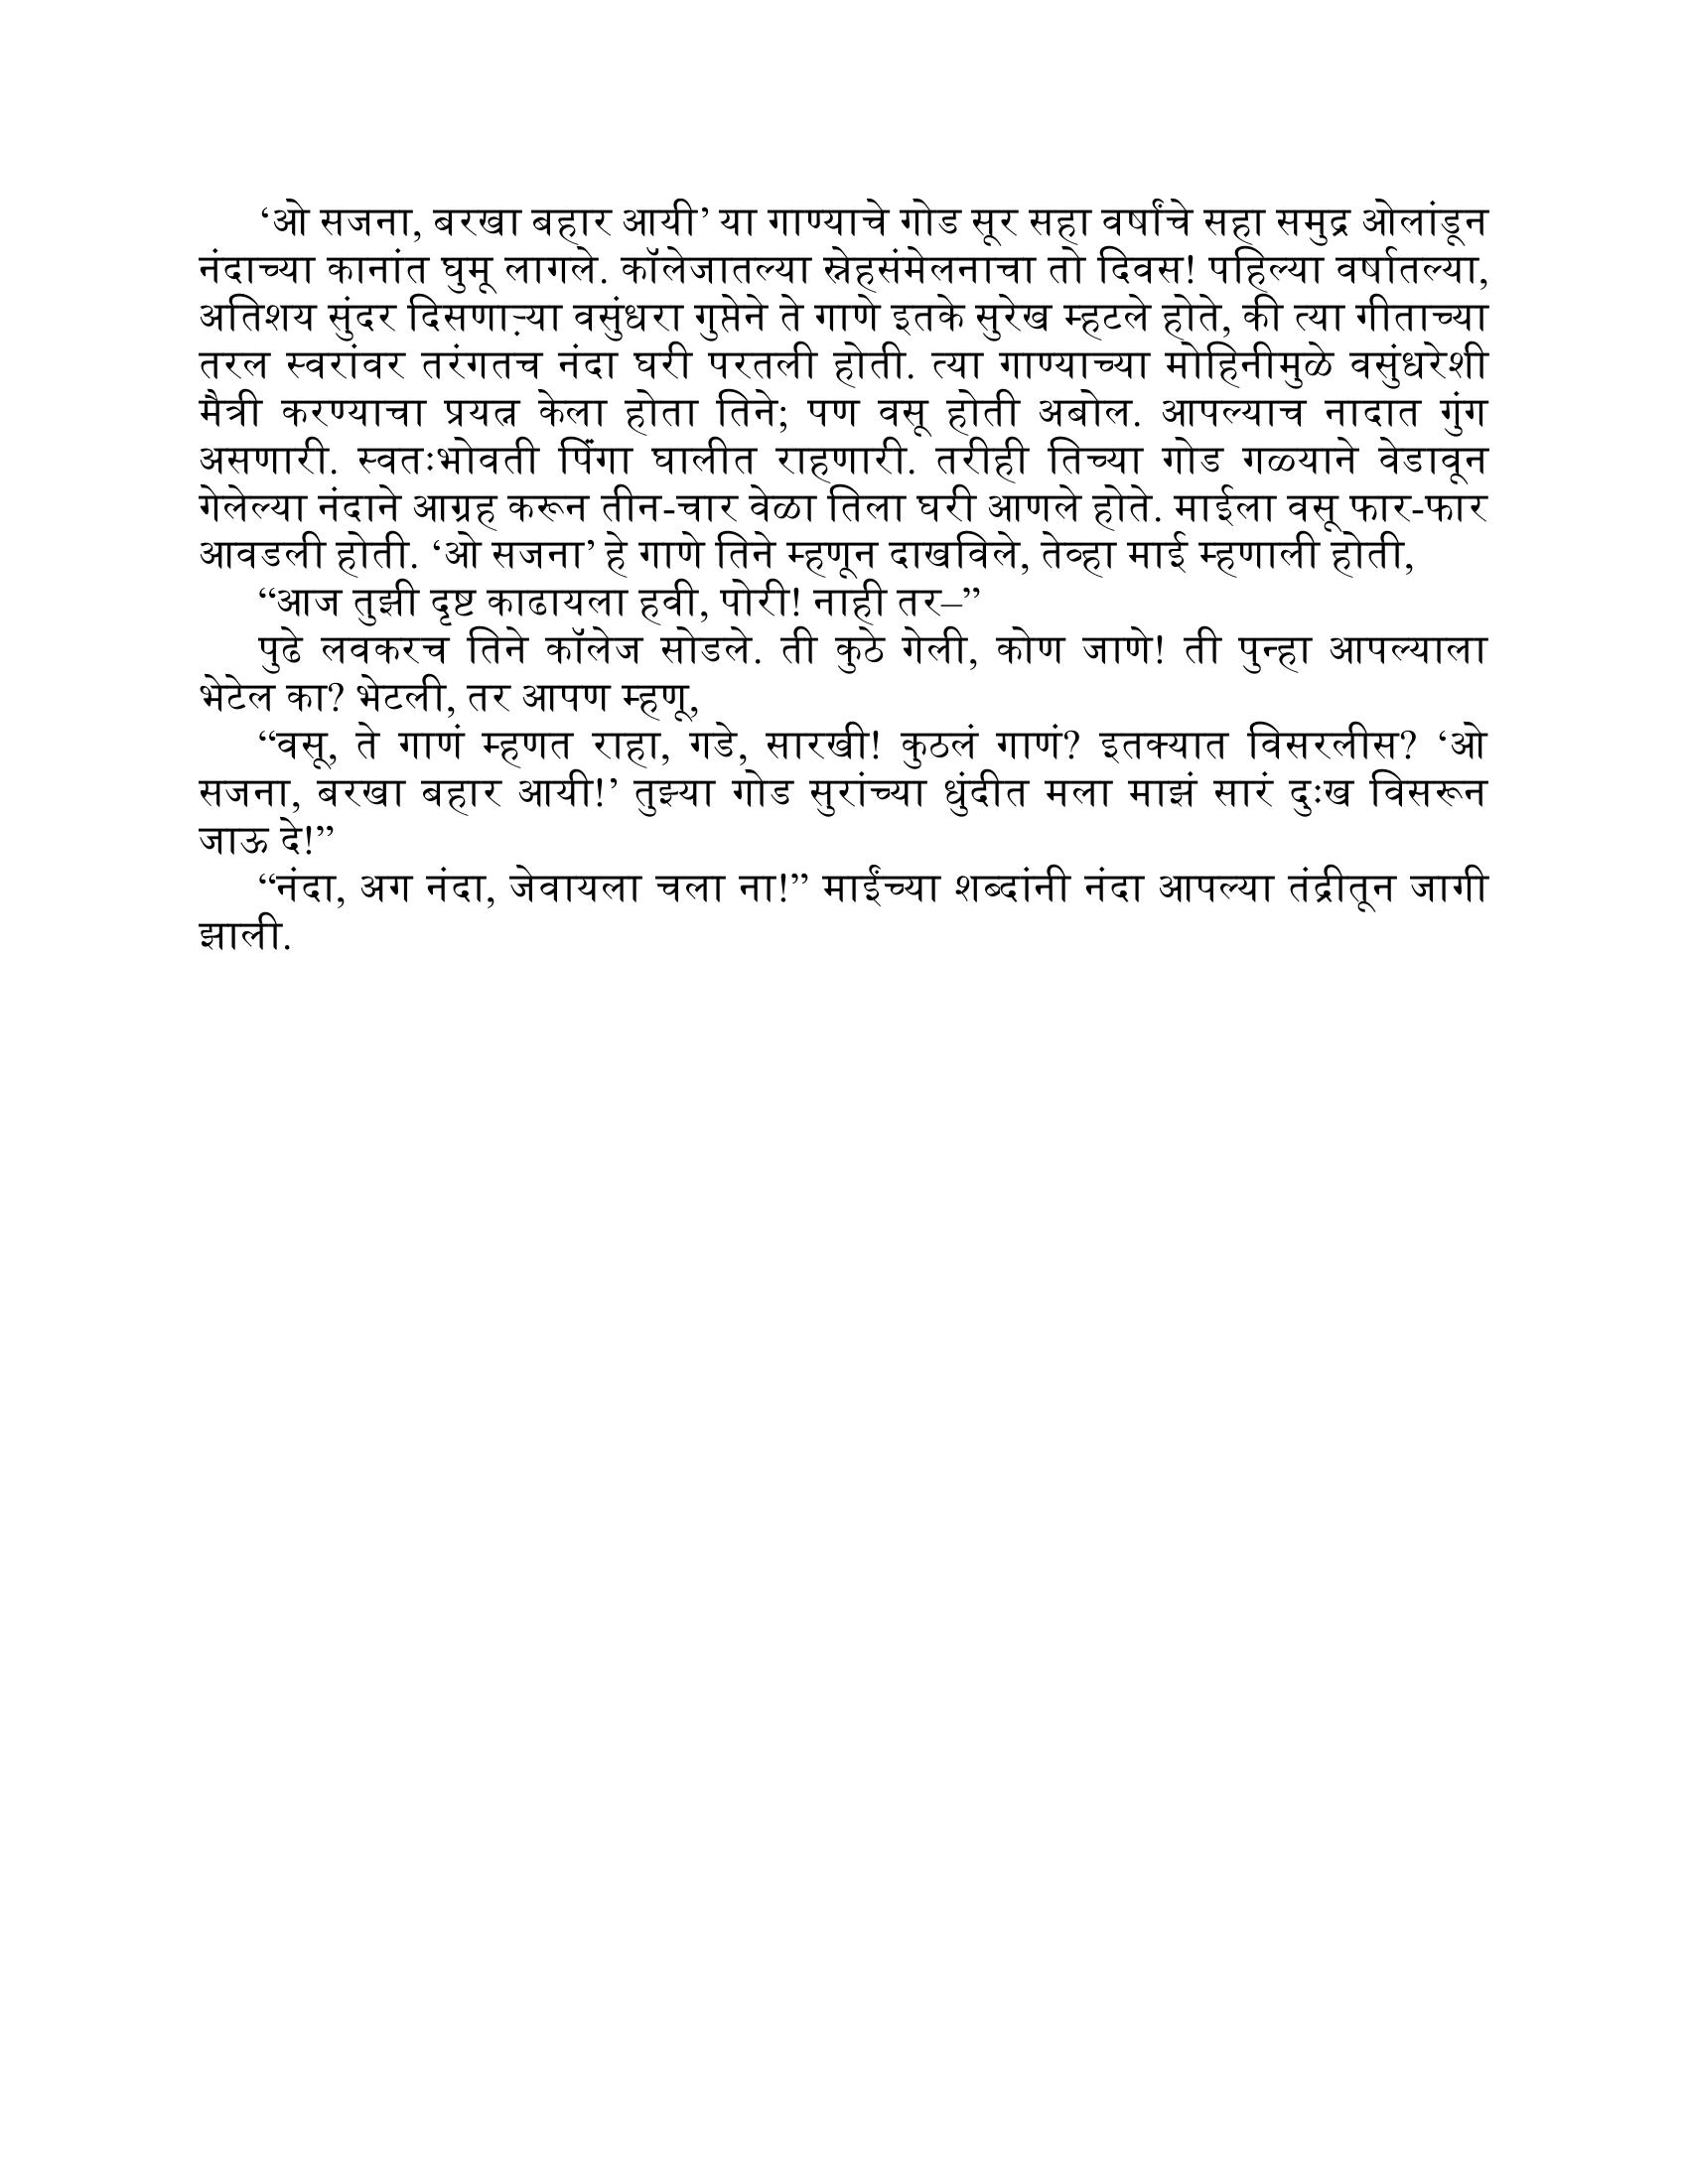 ‘ओ सजना, बरखा बहार आयी’ या गाण्याचे गोड सूर सहा वर्षांचे सहा समुद्र ओलांडून
नंदाच्या कानांत घुमू लागले. कॉलेजातल्या स्नेहसंमेलनाचा तो दिवस! पहिल्या वर्षातल्या,
अतिशय सुंदर दिसणाऱ्या वसुंधरा गुप्तेने ते गाणे इतके सुरेख म्हटले होते, की त्या गीताच्या
तरल स्वरांवर तरंगतच नंदा घरी परतली होती. त्या गाण्याच्या मोहिनीमुळे वसुंधरेशी
मैत्री करण्याचा प्रयत्न केला होता तिने; पण वसू होती अबोल. आपल्याच नादात गुंग
असणारी. स्वतःभोवती पिंगा घालीत राहणारी. तरीही तिच्या गोड गळ्याने वेडावून
गेलेल्या नंदाने आग्रह करून तीन-चार वेळा तिला घरी आणले होते. माईला वसू फार-फार
आवडली होती. ‘ओ सजना’ हे गाणे तिने म्हणून दाखविले, तेव्हा माई म्हणाली होती,
“आज तुझी दृष्ट काढायला हवी, पोरी! नाही तर–”
पुढे लवकरच तिने कॉलेज सोडले. ती कुठे गेली, कोण जाणे! ती पुन्हा आपल्याला
भेटेल का? भेटली, तर आपण म्हणू,
“वसू, ते गाणं म्हणत राहा, गडे, सारखी! कुठलं गाणं? इतक्यात विसरलीस? ‘ओ
सजना, बरखा बहार आयी!’ तुझ्या गोड सुरांच्या धुंदीत मला माझं सारं दुःख विसरून
जाऊ दे!”
“नंदा, अग नंदा, जेवायला चला ना!” माईंच्या शब्दांनी नंदा आपल्या तंद्रीतून जागी
झाली.